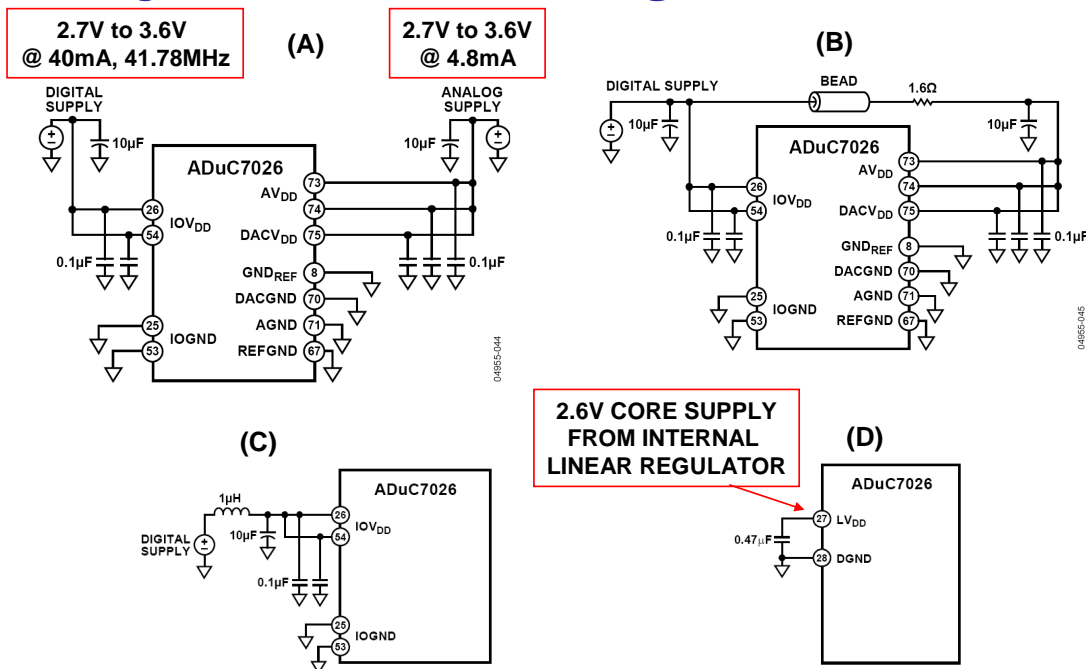 2.7V to 3.6V
@ 40mA, 41.78MHz
(A)
2.7V to 3.6V
@ 4.8mA
DIGITAL
SUPPLY
10µF
ANALOG
SUPPLY
10µF
ADuC7026
26
54
IOVDD
0.1µF
25
53
IOGND
AVDD
73
74
DACVDD
75
GNDREF
8
DACGND
70
AGND
71
REFGND
67
0.1µF
04955-044
(B)
DIGITAL SUPPLY
BEAD
1.6Ω
10µF
10µF
ADuC7026
26
54
IOVDD
0.1µF
25
53
IOGND
73
AVDD
74
DACVDD
75
GNDREF
8
DACGND
70
AGND
71
REFGND
67
0.1µF
04955-045
(C)
1µH
DIGITAL
SUPPLY
10µF
0.1µF
ADuC7026
26
54
IOVDD
25
53
IOGND
2.6V CORE SUPPLY
FROM INTERNAL
LINEAR REGULATOR
(D)
ADuC7026
27
LVDD
0.47µF
28
DGND